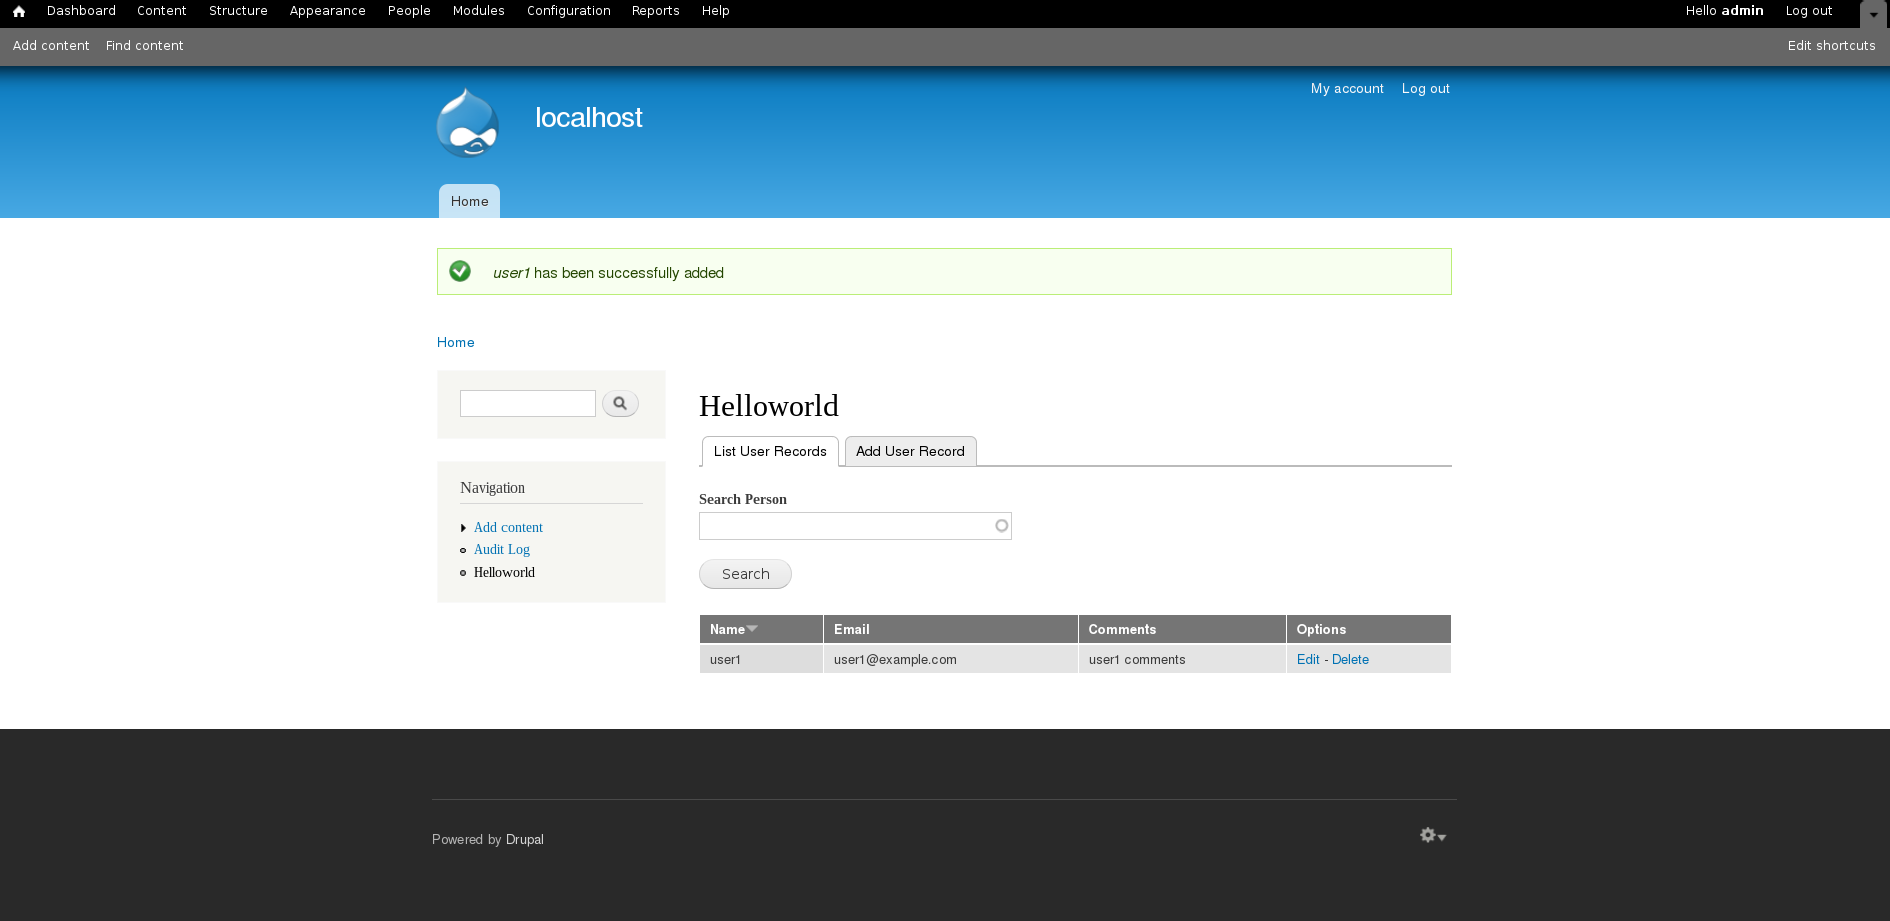 Dashboard Content Structure Appearance People Modules Configuration Reports Help Hello admin Log out
Add content Find content Edit shortcuts
My account Log out
localhost
Home
user1 has been successfully added
Home
Helloworld
List User Records Add User Record
Navigation
Add content
Audit Log
Helloworld
Search Person
Search
Name Email Comments Options
user1 user1@example.com user1 comments Edit - Delete
Powered by Drupal